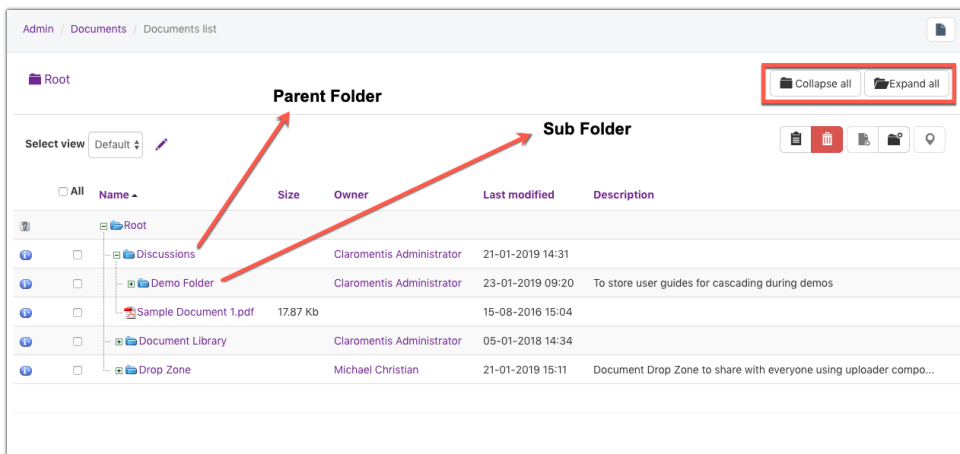 Admin / Documents / Documents list
Root
Collapse all Expand all
Parent Folder
Sub Folder
Select view Default
All Name Size Owner Last modified Description
Root
Discussions Claromentis Administrator 21-01-2019 14:31
Demo Folder Claromentis Administrator 23-01-2019 09:20 To store user guides for cascading during demos
Sample Document 1.pdf 17.87 Kb 15-08-2016 15:04
Document Library Claromentis Administrator 05-01-2018 14:34
Drop Zone Michael Christian 21-01-2019 15:11 Document Drop Zone to share with everyone using uploader compo...